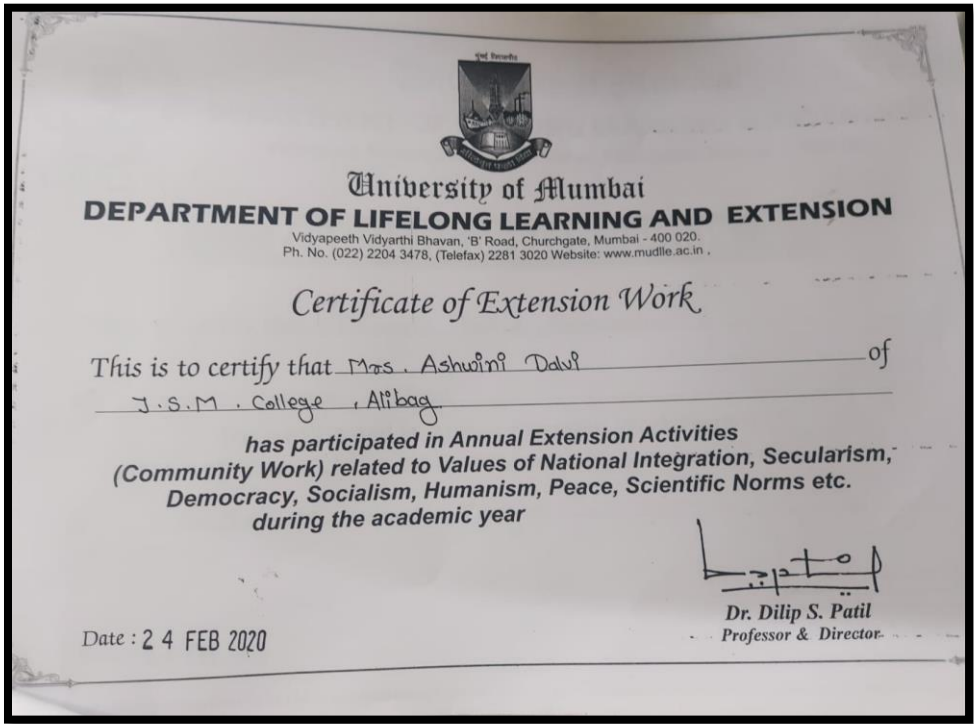 University of Mumbai
DEPARTMENT OF LIFELONG LEARNING AND EXTENSION
Vidyapeeth Vidyarthi Bhavan, 'B' Road, Churchgate, Mumbai - 400 020.
Ph. No. (022) 2204 3478, (Telefax) 2281 3020 Website: www.mudlle.ac.in .
Certificate of Extension Work
This is to certify that Mrs. Ashwini Dalvi of
J.S.M. College, Alibag
has participated in Annual Extension Activities
(Community Work) related to Values of National Integration, Secularism,
Democracy, Socialism, Humanism, Peace, Scientific Norms etc.
during the academic year
Dr. Dilip S. Patil
Professor & Director
Date : 24 FEB 2020